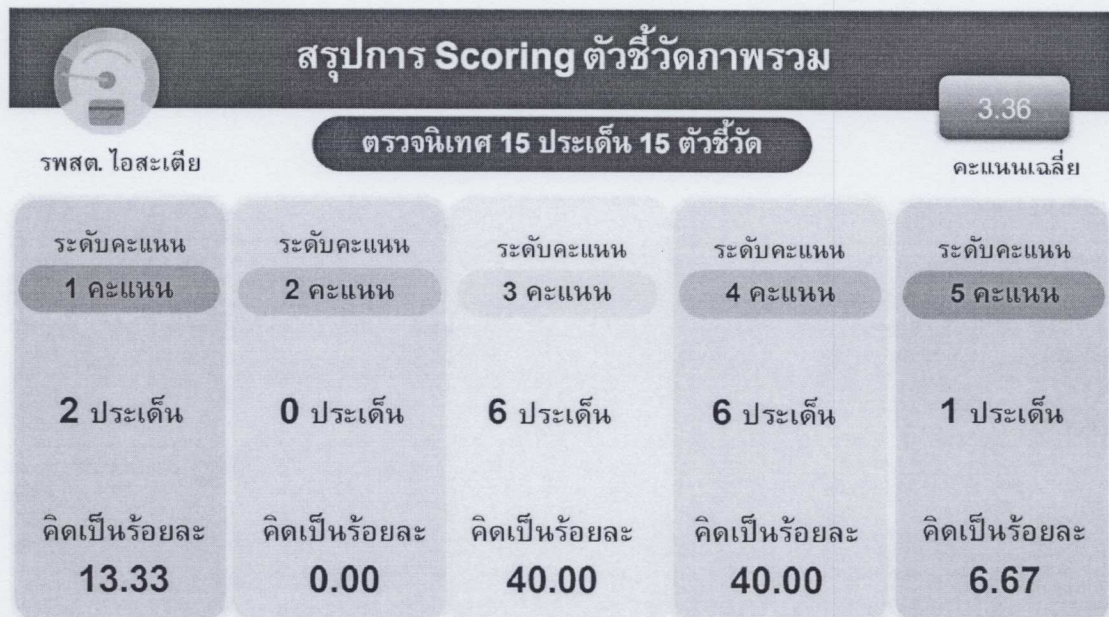 สรุปการ Scoring ตัวชี้วัดภาพรวม
3.36
ตรวจนิเทศ 15 ประเด็น 15 ตัวชี้วัด
รพสต. ไอสะเตีย
คะแนนเฉลี่ย
ระดับคะแนน ระดับคะแนน ระดับคะแนน ระดับคะแนน ระดับคะแนน
1 คะแนน 2 คะแนน 3 คะแนน 4 คะแนน 5 คะแนน
2 ประเด็น 0 ประเด็น 6 ประเด็น 6 ประเด็น 1 ประเด็น
คิดเป็นร้อยละ คิดเป็นร้อยละ คิดเป็นร้อยละ คิดเป็นร้อยละ คิดเป็นร้อยละ
13.33 0.00 40.00 40.00 6.67